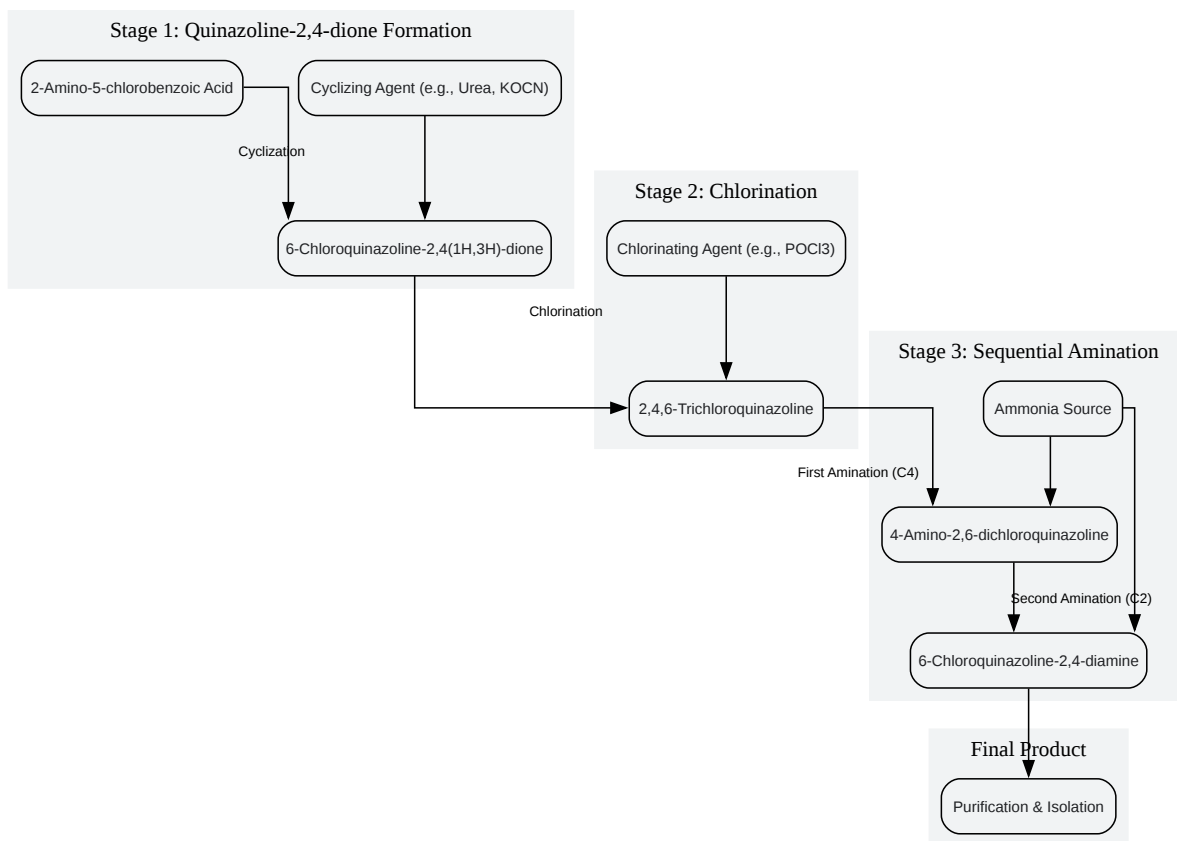 Stage 1: Quinazoline-2,4-dione Formation
2-Amino-5-chlorobenzoic Acid
Cyclizing Agent (e.g., Urea, KOCN)
Cyclization
6-Chloroquinazoline-2,4(1H,3H)-dione
Stage 2: Chlorination
Chlorinating Agent (e.g., POCl3)
Chlorination
2,4,6-Trichloroquinazoline
Stage 3: Sequential Amination
Ammonia Source
First Amination (C4)
4-Amino-2,6-dichloroquinazoline
Second Amination (C2)
6-Chloroquinazoline-2,4-diamine
Final Product
Purification & Isolation